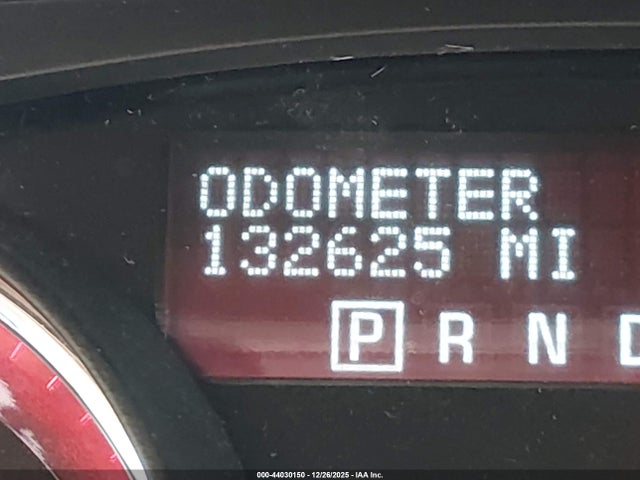 ODOMETER
132625 MI
P R N D
000-44030150 - 12/26/2025 - IAA Inc.